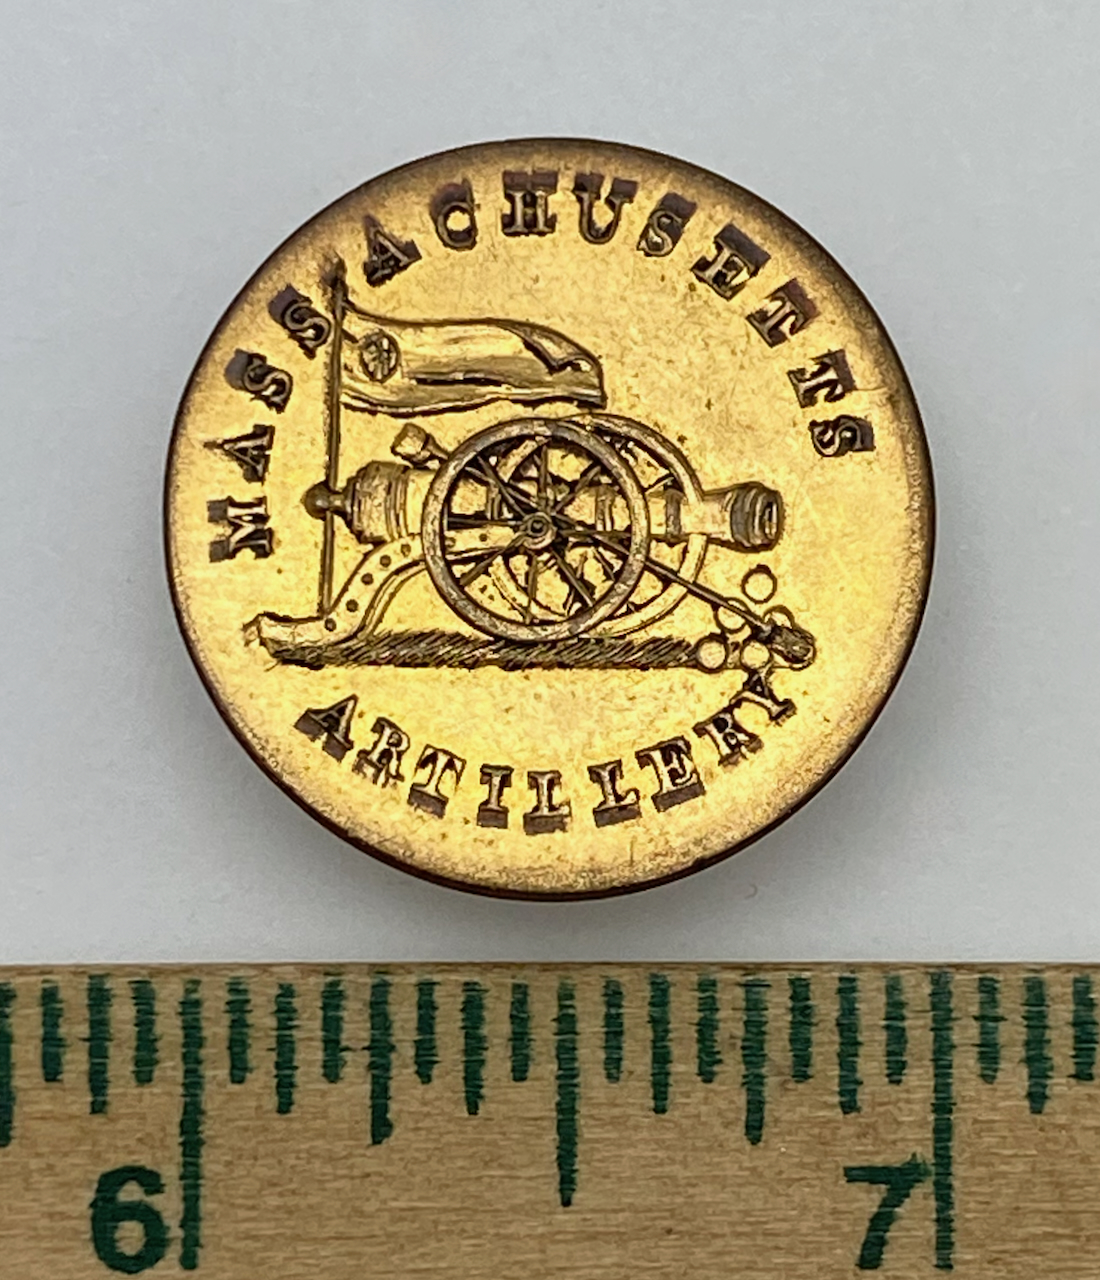 MASSACHUSETTS
ARTILLERY
6 7